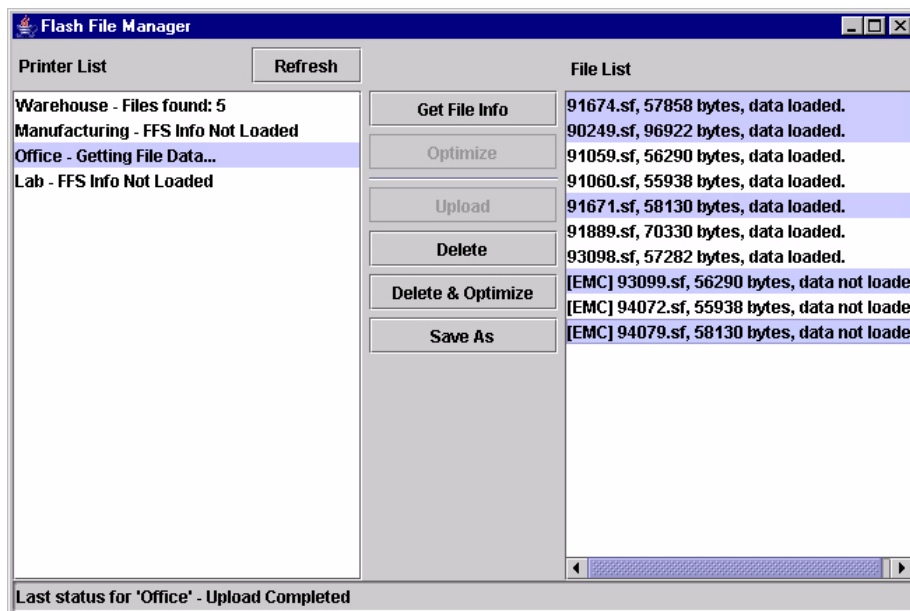 Flash File Manager
Printer List
Refresh
File List
Warehouse - Files found: 5
Manufacturing - FFS Info Not Loaded
Office - Getting File Data...
Lab - FFS Info Not Loaded
Get File Info
Optimize
Upload
Delete
Delete & Optimize
Save As
91674.sf, 57858 bytes, data loaded.
90249.sf, 96922 bytes, data loaded.
91059.sf, 56290 bytes, data loaded.
91060.sf, 55938 bytes, data loaded.
91671.sf, 58130 bytes, data loaded.
91889.sf, 70330 bytes, data loaded.
93098.sf, 57282 bytes, data loaded.
[EMC] 93099.sf, 56290 bytes, data not loade
[EMC] 94072.sf, 55938 bytes, data not loade
[EMC] 94079.sf, 58130 bytes, data not loade
Last status for 'Office' - Upload Completed